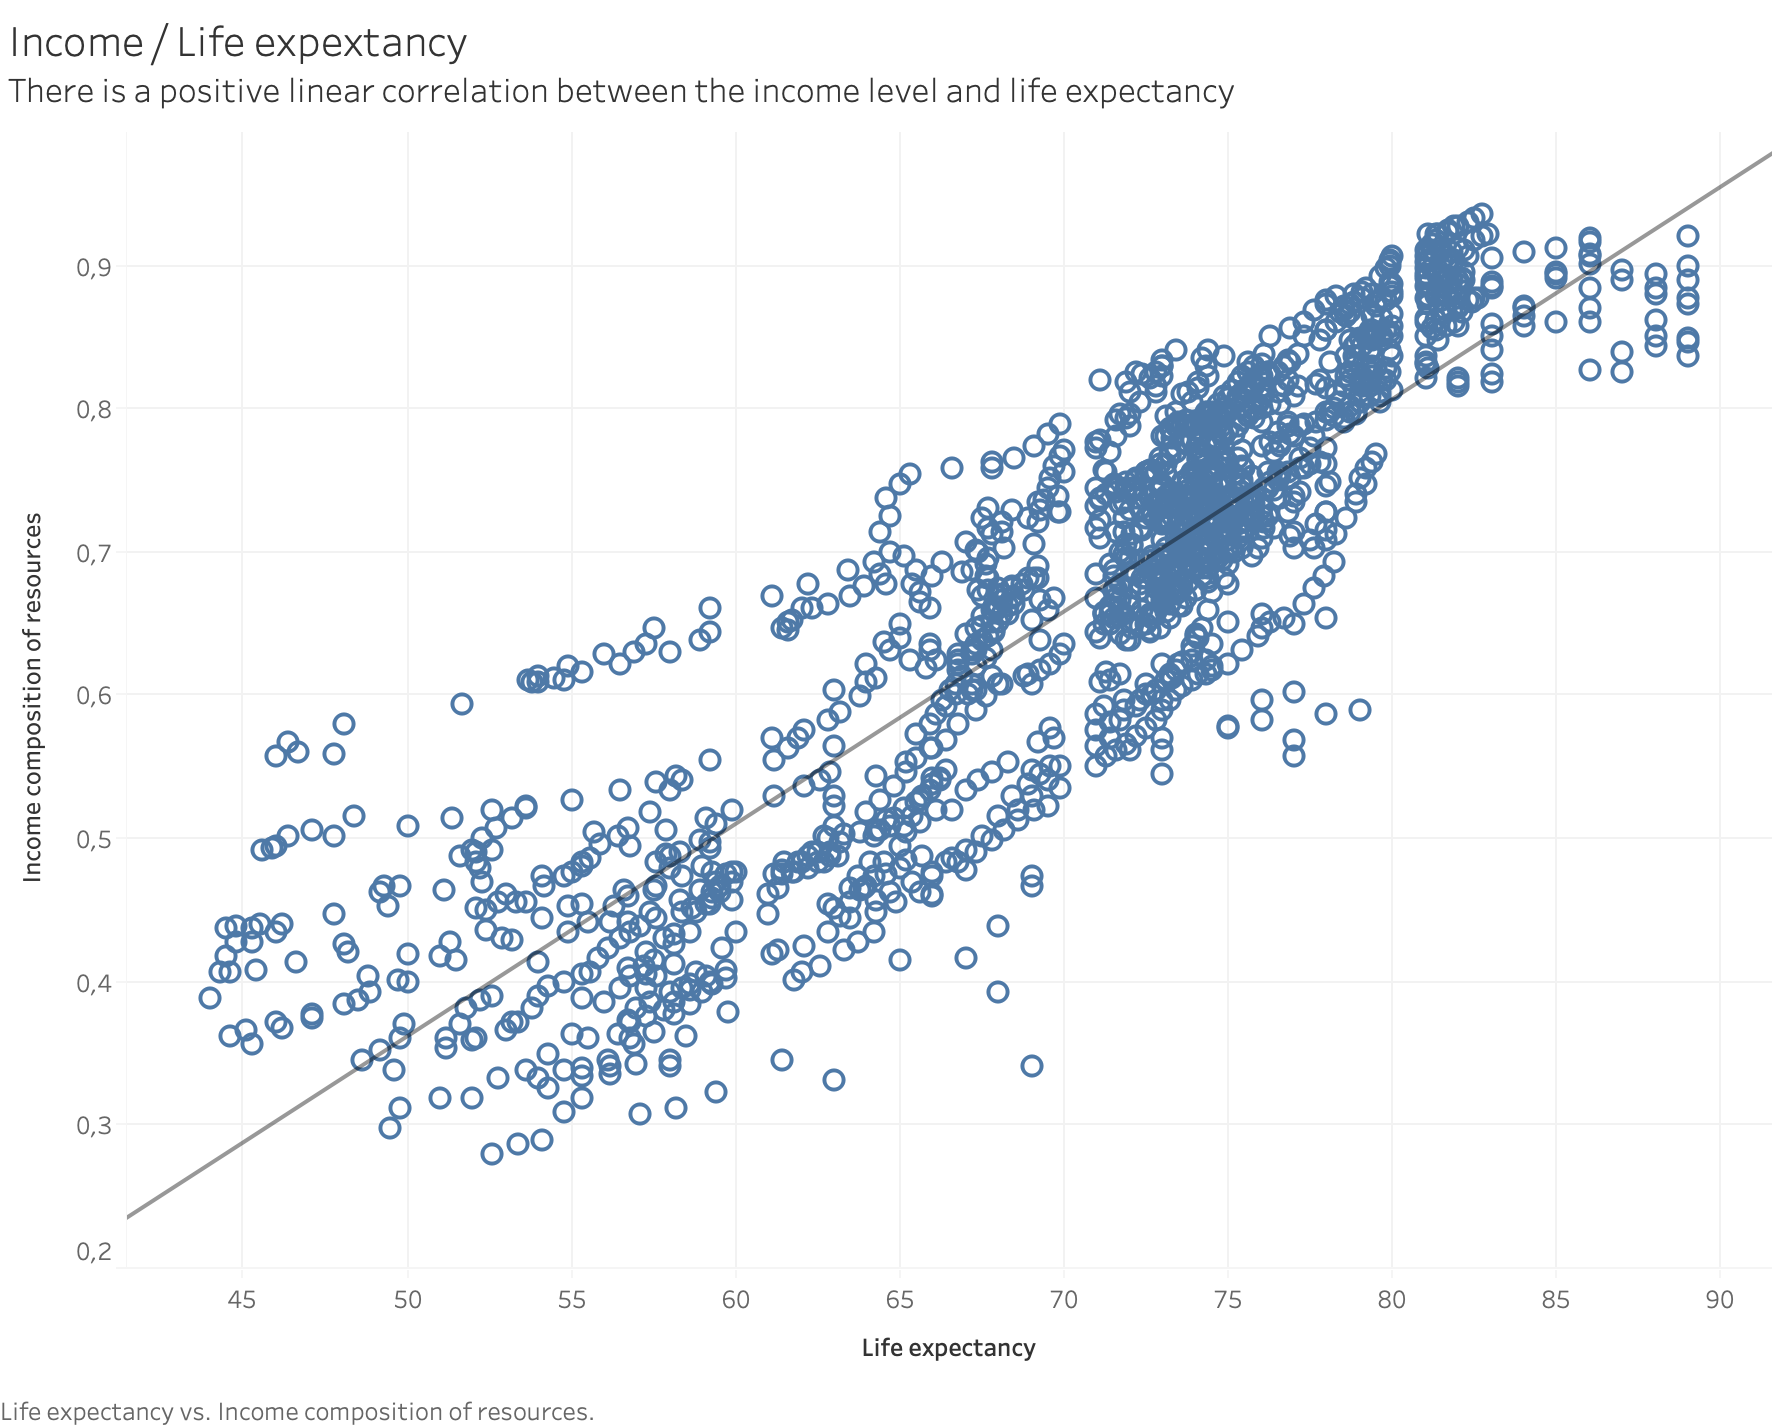 Income / Life expextancy
There is a positive linear correlation between the income level and life expectancy
Income composition of resources
0,9
0,8
0,7
0,6
0,5
0,4
0,3
0,2
45 50 55 60 65 70 75 80 85 90
Life expectancy
Life expectancy vs. Income composition of resources.